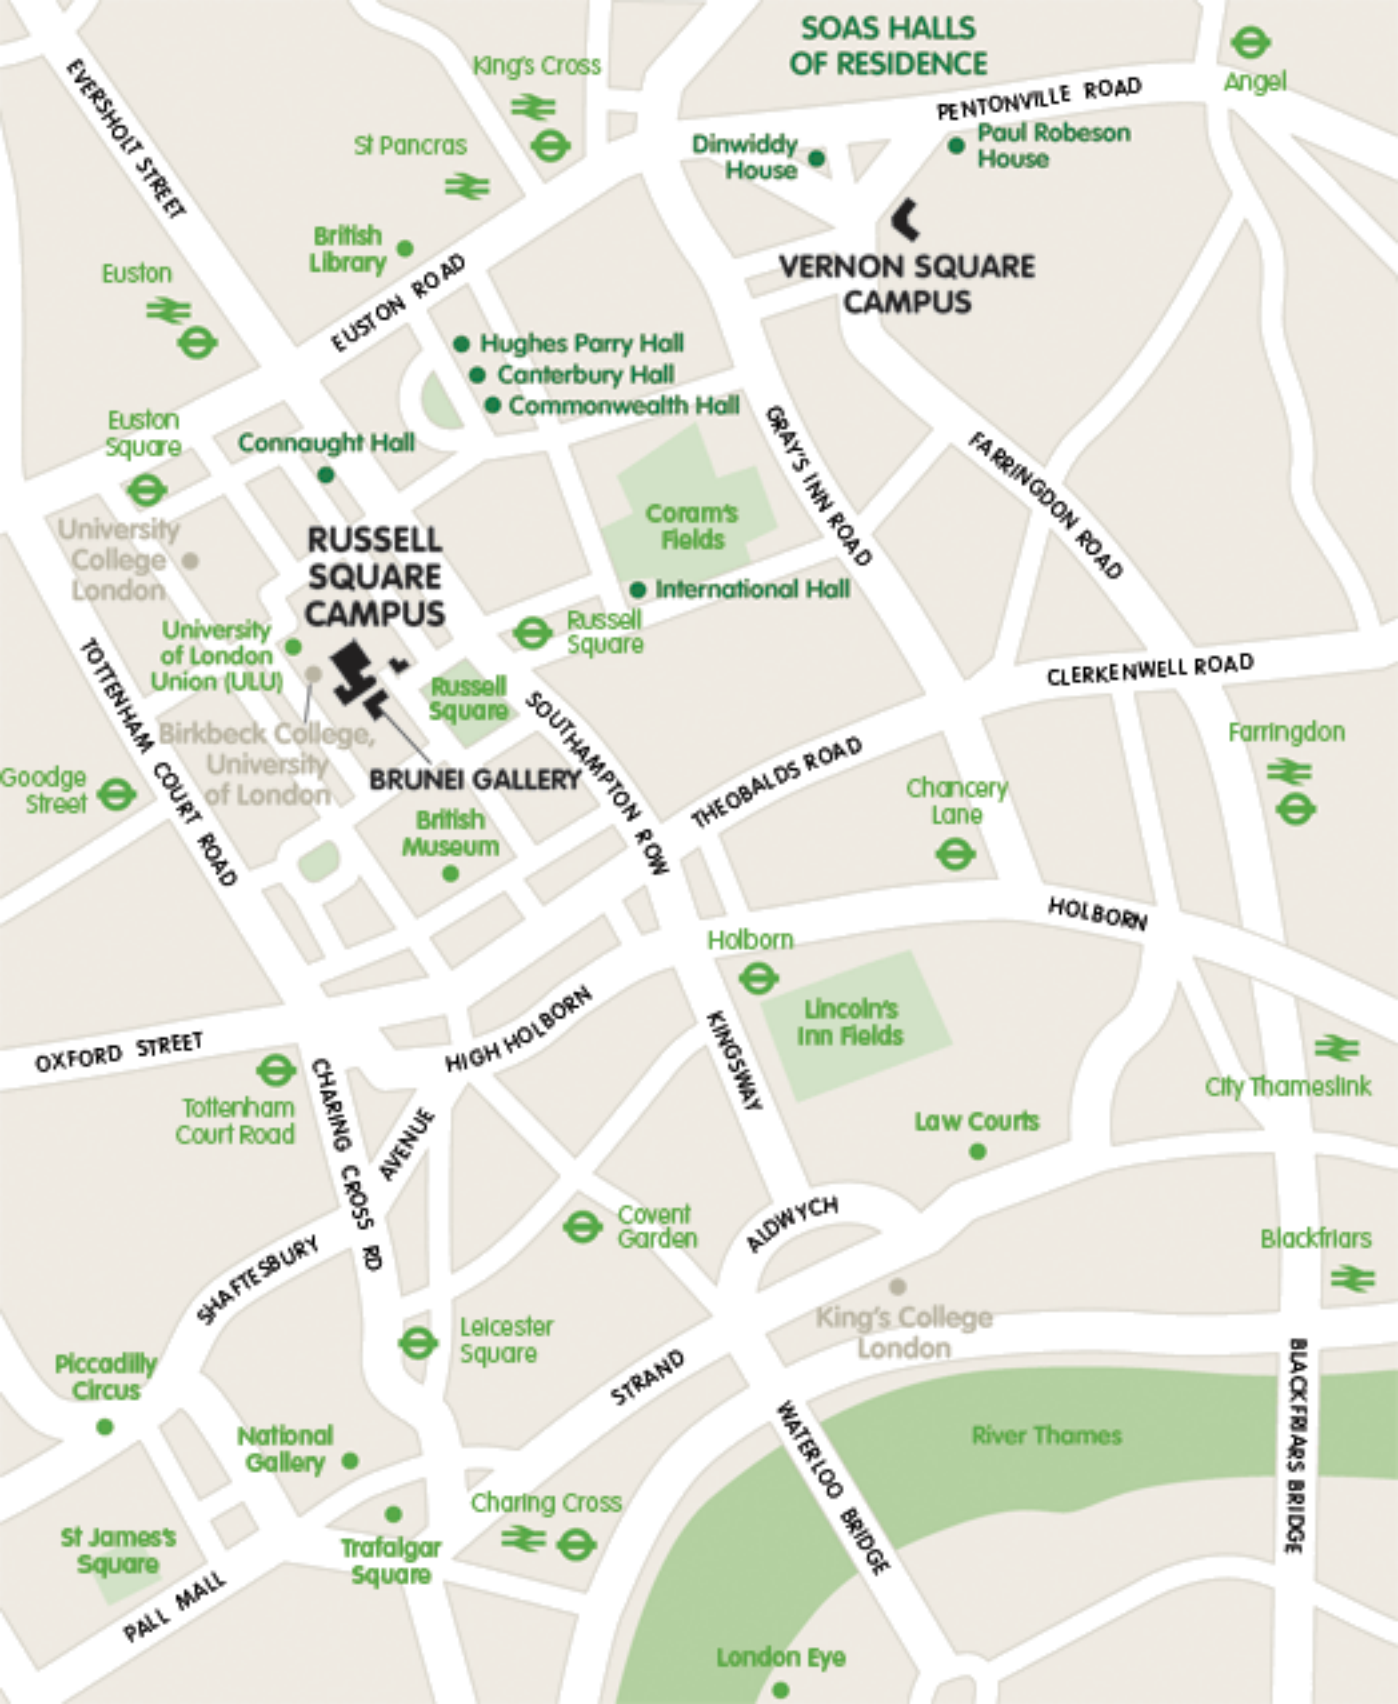 SOAS HALLS
OF RESIDENCE
Angel
King's Cross
PENTONVILLE ROAD
EVERSHOLT STREET
St Pancras
Dinwiddy
House
Paul Robeson
House
British
Library
Euston
EUSTON ROAD
VERNON SQUARE
CAMPUS
Hughes Parry Hall
Canterbury Hall
Commonwealth Hall
Euston
Square
Connaught Hall
GRAY'S INN ROAD
FARRINGDON ROAD
University
College
London
RUSSELL
SQUARE
CAMPUS
Coram's
Fields
International Hall
University
of London
Union (ULU)
Russell
Square
TOTTENHAM COURT ROAD
Russell
Square
CLERKENWELL ROAD
Birkbeck College,
University
of London
SOUTHAMPTON ROW
BRUNEI GALLERY
THEOBALDS ROAD
Farringdon
Goodge
Street
British
Museum
Chancery
Lane
HOLBORN
Holborn
Lincoln's
Inn Fields
HIGH HOLBORN
KINGSWAY
OXFORD STREET
Tottenham
Court Road
CHARING CROSS RD
City Thameslink
Law Courts
SHAFTESBURY AVENUE
Covent
Garden
ALDWYCH
Blackfriars
King's College
London
Leicester
Square
Piccadilly
Circus
STRAND
BLACKFRIARS BRIDGE
WATERLOO BRIDGE
River Thames
National
Gallery
Charing Cross
St James's
Square
Trafalgar
Square
PALL MALL
London Eye